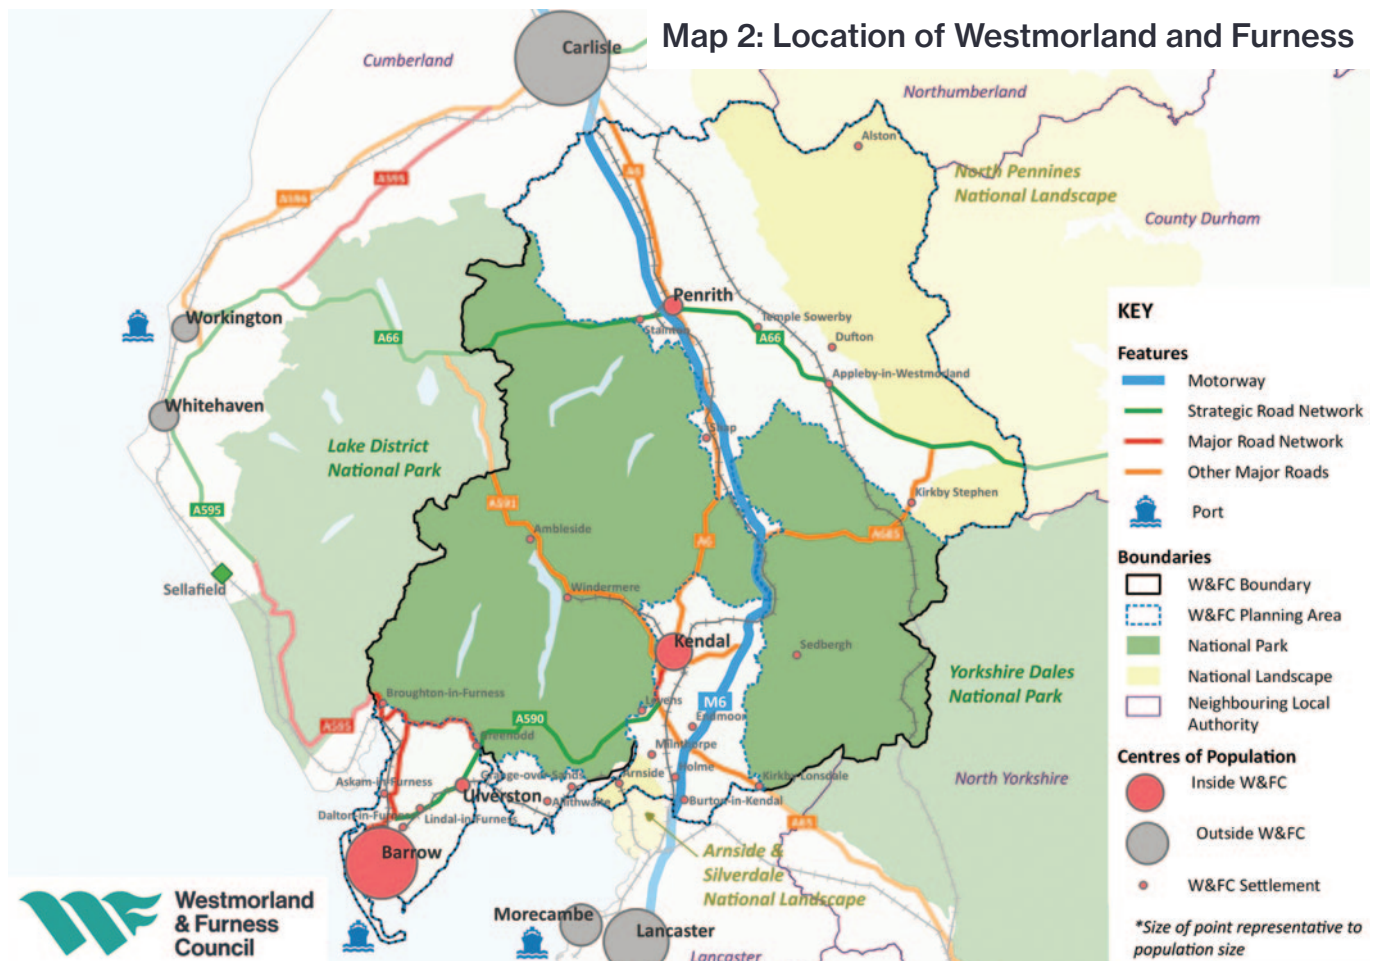 Map 2: Location of Westmorland and Furness
Carlisle
Cumberland
Northumberland
Alston
A6
A595
A596
North Pennines
National Landscape
County Durham
Penrith
Workington
Temple Sowerby
Stainton
A66
A66
Dufton
Appleby-in-Westmorland
Whitehaven
Shap
Lake District
National Park
Kirkby Stephen
A591
A595
Ambleside
A6
A685
Sellafield
Windermere
Kendal
Sedbergh
Yorkshire Dales
National Park
Broughton-in-Furness
Levens
M6
A590
Endmoor
A595
Greenodd
Milnthorpe
Holme
Askam-in-Furness
Grange-over-Sands
Arnside
Kirkby Lonsdale
North Yorkshire
Ulverston
Allithwaite
Burton-in-Kendal
Dalton-in-Furness
Lindal-in-Furness
A65
Barrow
Arnside &
Silverdale
National Landscape
Morecambe
Lancaster
Lancaster
KEY
Features
Motorway
Strategic Road Network
Major Road Network
Other Major Roads
Port
Boundaries
W&FC Boundary
W&FC Planning Area
National Park
National Landscape
Neighbouring Local
Authority
Centres of Population
Inside W&FC
Outside W&FC
W&FC Settlement
*Size of point representative to
population size
Westmorland
& Furness
Council